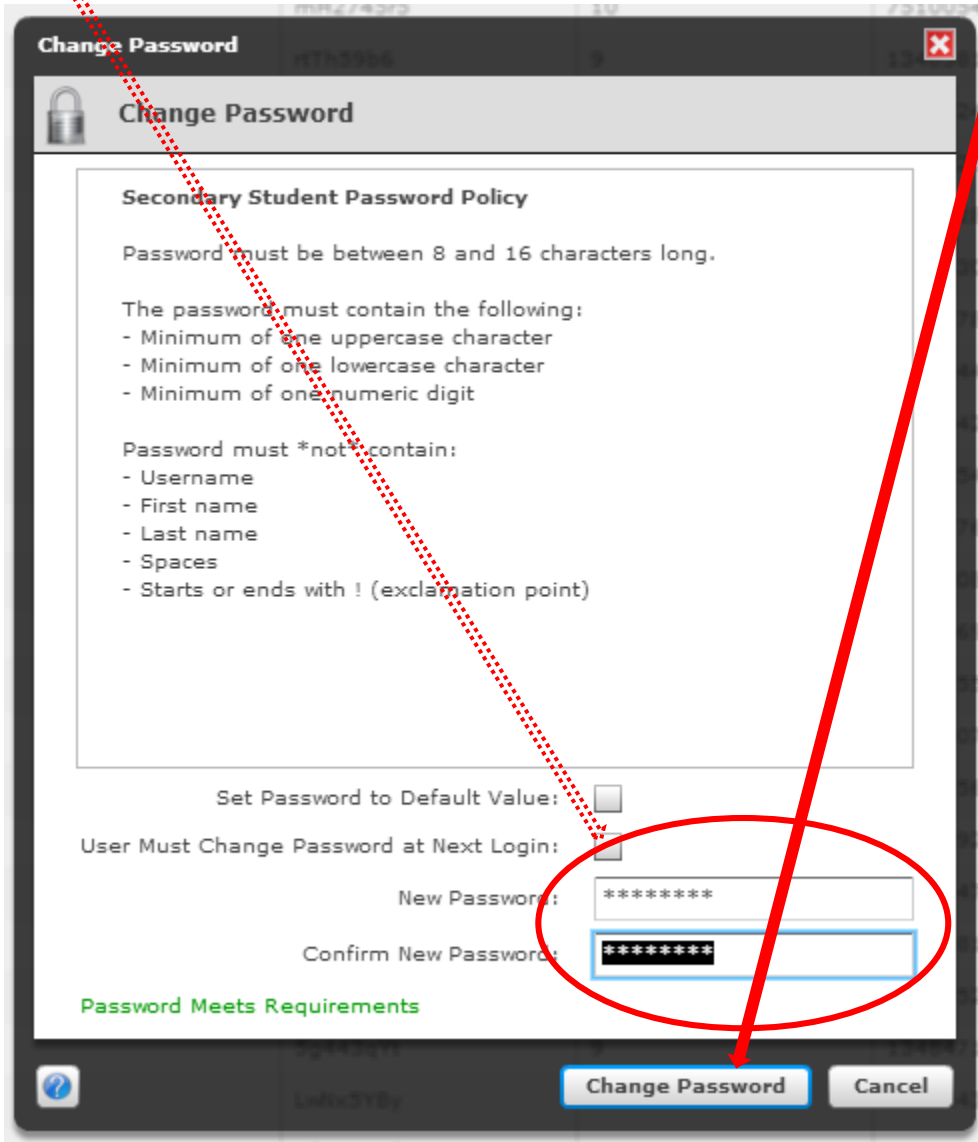 Change Password
Change Password
Secondary Student Password Policy
Password must be between 8 and 16 characters long.
The password must contain the following:
- Minimum of one uppercase character
- Minimum of one lowercase character
- Minimum of one numeric digit
Password must *not* contain:
- Username
- First name
- Last name
- Spaces
- Starts or ends with ! (exclamation point)
Set Password to Default Value:
User Must Change Password at Next Login:
New Password: ********
Confirm New Password: ********
Password Meets Requirements
Change Password Cancel